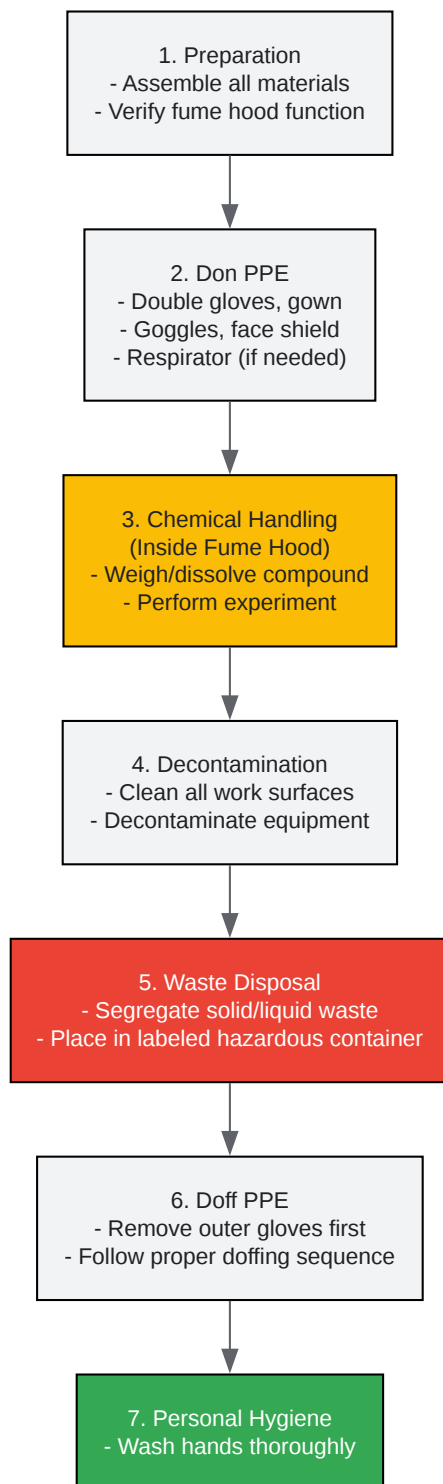 1. Preparation
- Assemble all materials
- Verify fume hood function
2. Don PPE
- Double gloves, gown
- Goggles, face shield
- Respirator (if needed)
3. Chemical Handling
(Inside Fume Hood)
- Weigh/dissolve compound
- Perform experiment
4. Decontamination
- Clean all work surfaces
- Decontaminate equipment
5. Waste Disposal
- Segregate solid/liquid waste
- Place in labeled hazardous container
6. Doff PPE
- Remove outer gloves first
- Follow proper doffing sequence
7. Personal Hygiene
- Wash hands thoroughly